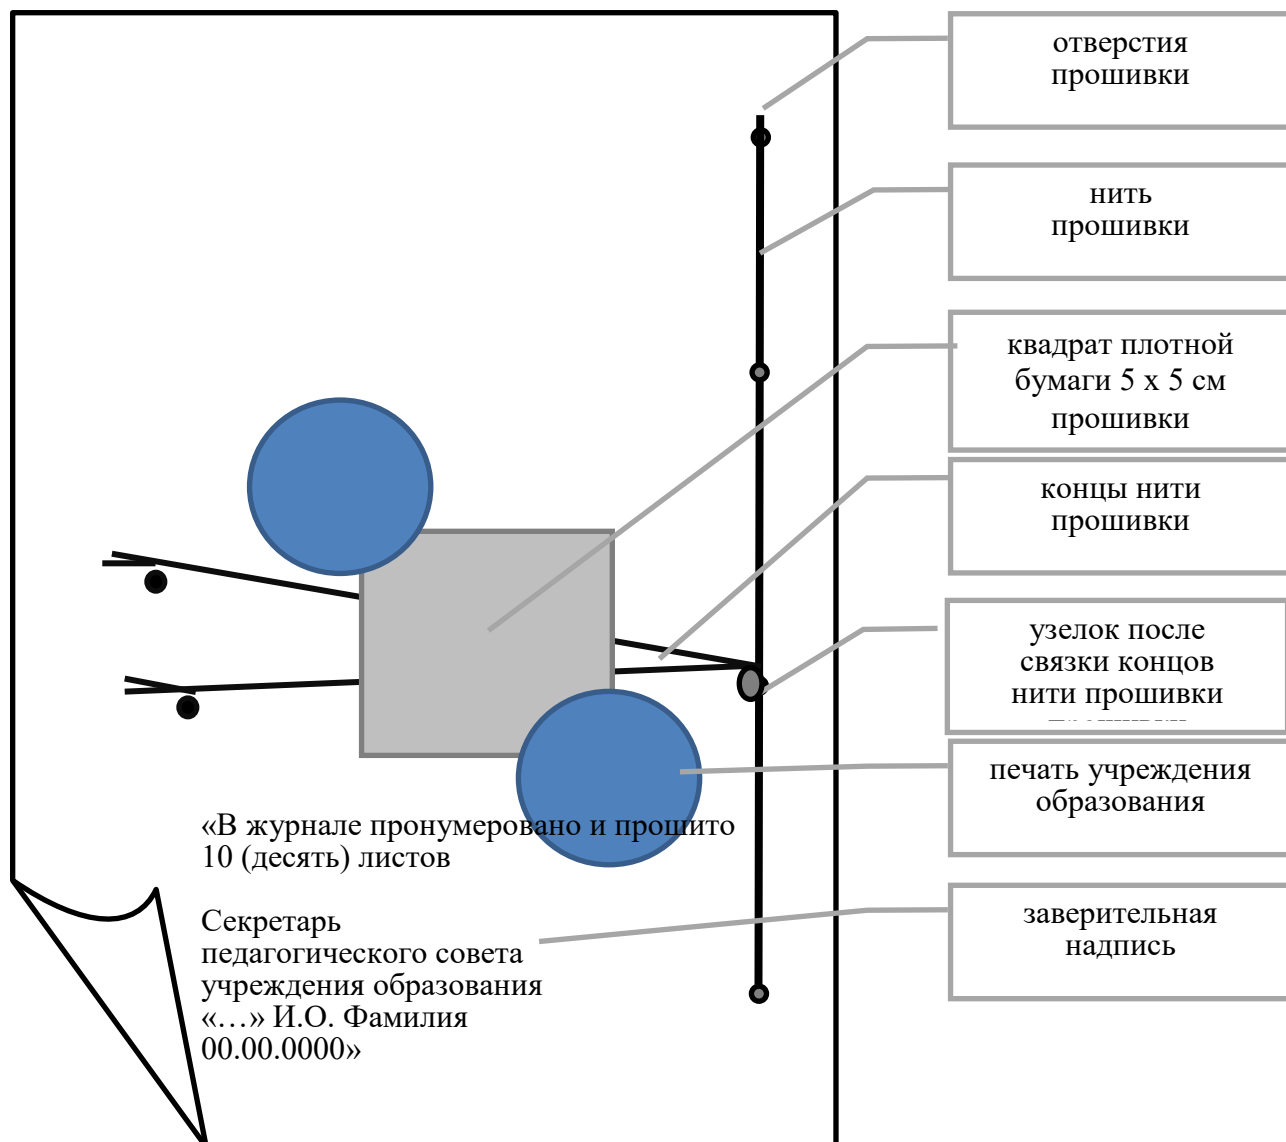 отверстия
прошивки
нить
прошивки
квадрат плотной
бумаги 5 х 5 см
прошивки
концы нити
прошивки
узелок после
связки концов
нити прошивки
печать учреждения
образования
«В журнале пронумеровано и прошито
10 (десять) листов
заверительная
надпись
Секретарь
педагогического совета
учреждения образования
«…» И.О. Фамилия
00.00.0000»